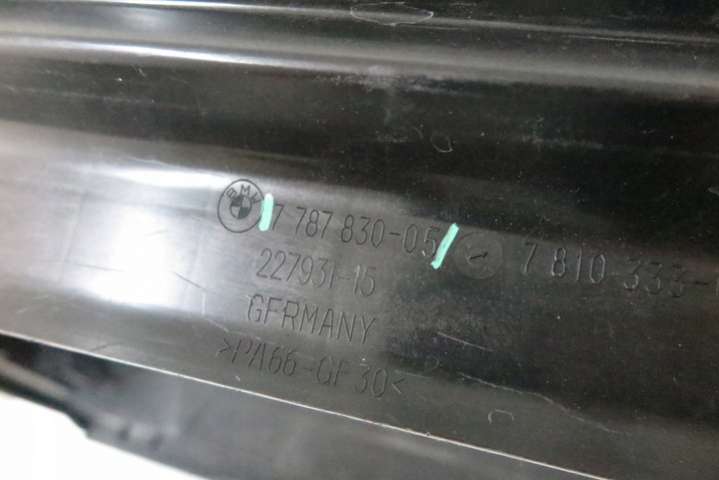 BMW 7 787 830-05 7 810 333-
227931-15
GERMANY
>PA66-GF30<